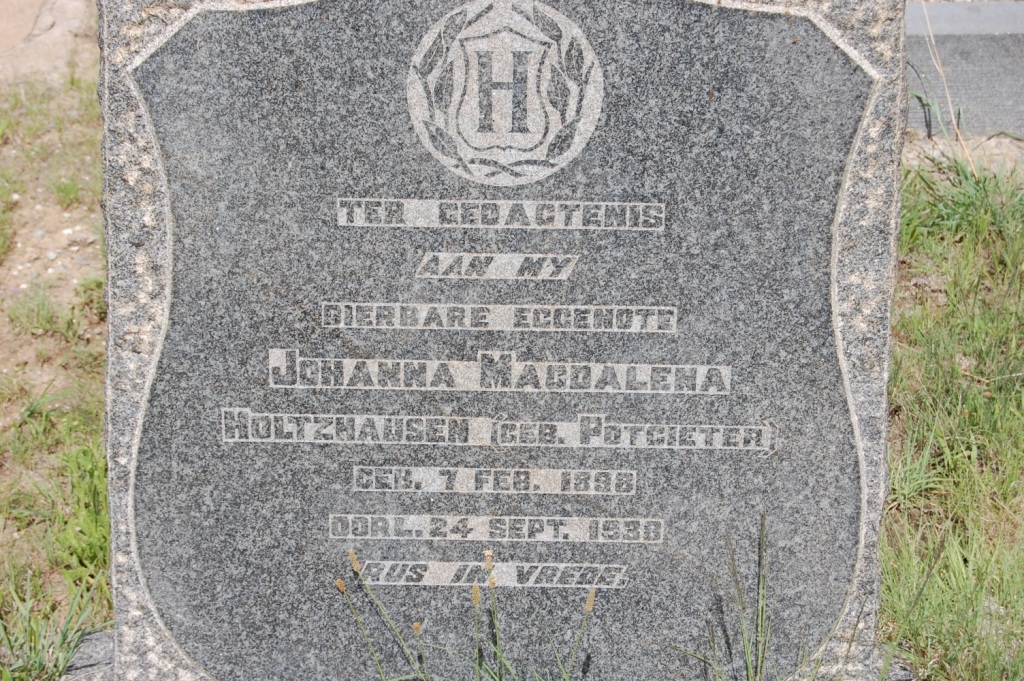 H
TER GEDAGTENIS
AAN MY
DIERBARE EGGENOTE
JOHANNA MAGDALENA
HOLTZHAUSEN (GEB. POTGIETER)
GEB. 7 FEB. 1898
OORL. 24 SEPT. 1938
RUS IN VREDE.